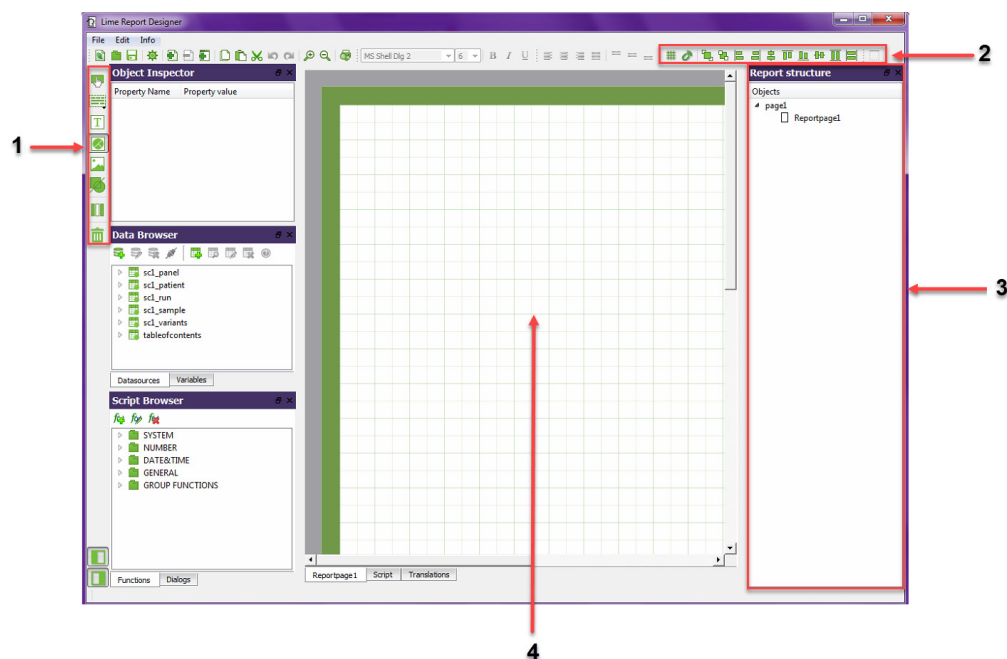 Lime Report Designer
File Edit Info
MS Shell Dlg 2 6 B I U
2
Object Inspector
Property Name Property value
Report structure
Objects
page1
Reportpage1
1
T
Data Browser
sc1_panel
sc1_patient
sc1_run
sc1_sample
sc1_variants
tableofcontents
3
Datasources Variables
Script Browser
SYSTEM
NUMBER
DATE&TIME
GENERAL
GROUP FUNCTIONS
Functions Dialogs
Reportpage1 Script Translations
4